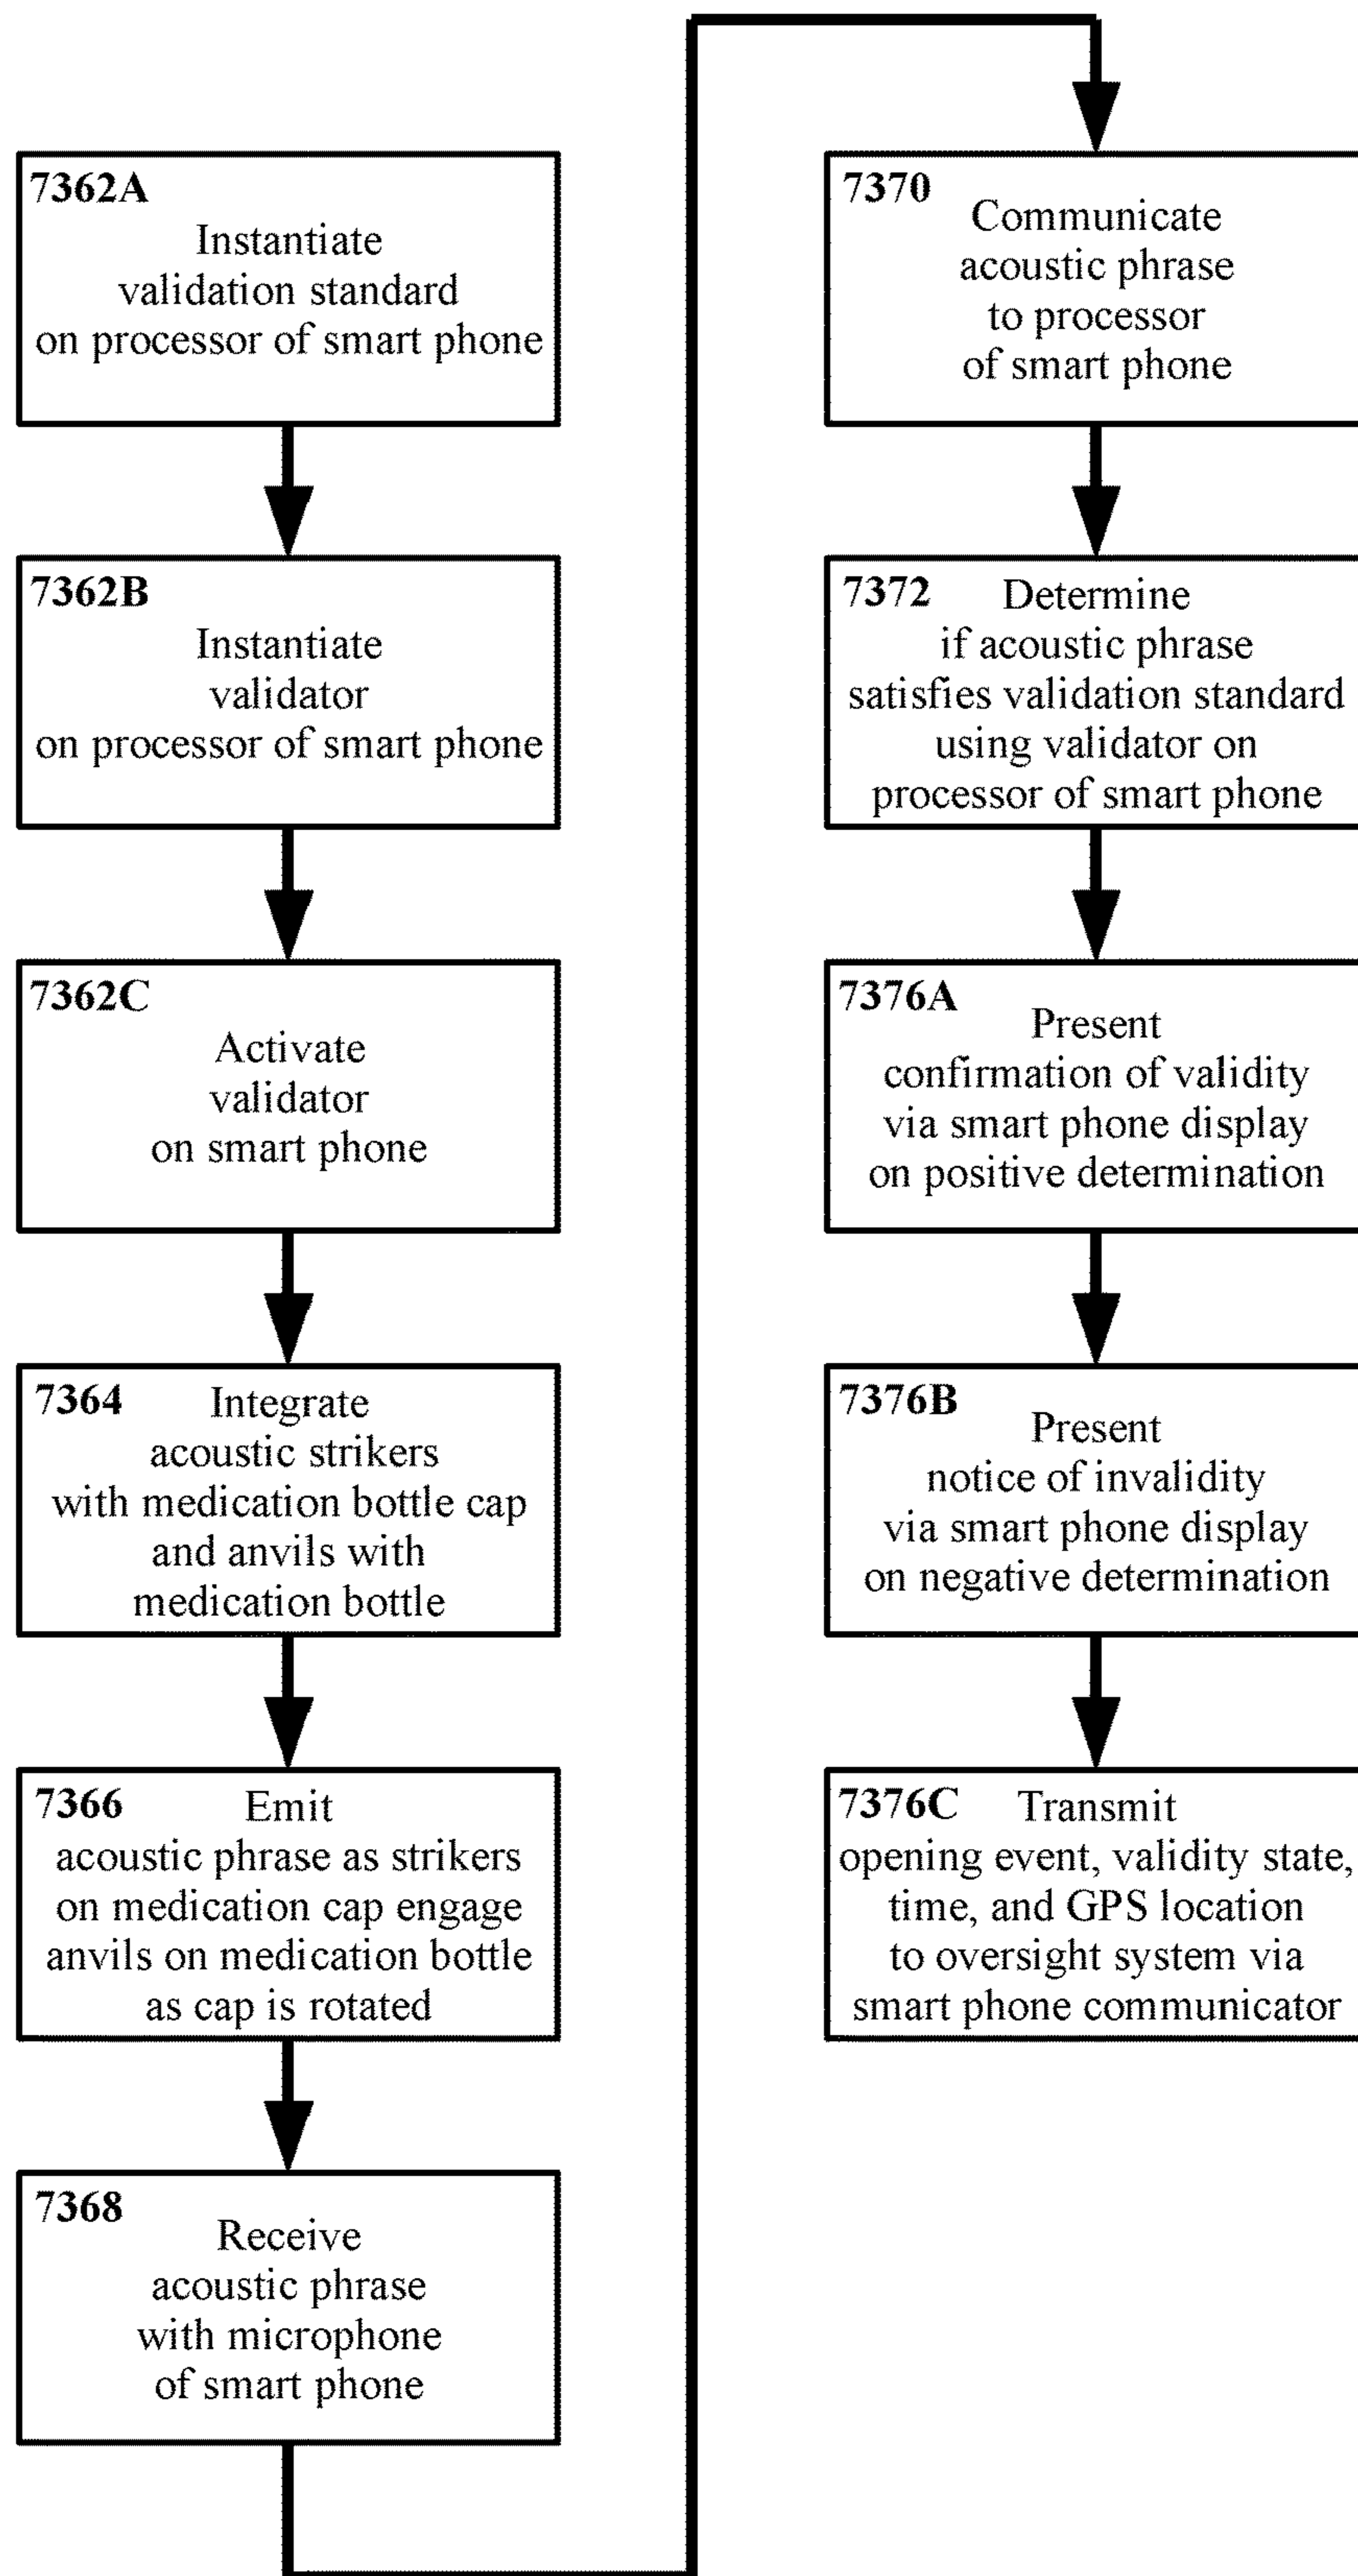 7362A
Instantiate
validation standard
on processor of smart phone
7362B
Instantiate
validator
on processor of smart phone
7362C
Activate
validator
on smart phone
7364 Integrate
acoustic strikers
with medication bottle cap
and anvils with
medication bottle
7366 Emit
acoustic phrase as strikers
on medication cap engage
anvils on medication bottle
as cap is rotated
7368
Receive
acoustic phrase
with microphone
of smart phone
7370
Communicate
acoustic phrase
to processor
of smart phone
7372 Determine
if acoustic phrase
satisfies validation standard
using validator on
processor of smart phone
7376A
Present
confirmation of validity
via smart phone display
on positive determination
7376B
Present
notice of invalidity
via smart phone display
on negative determination
7376C Transmit
opening event, validity state,
time, and GPS location
to oversight system via
smart phone communicator